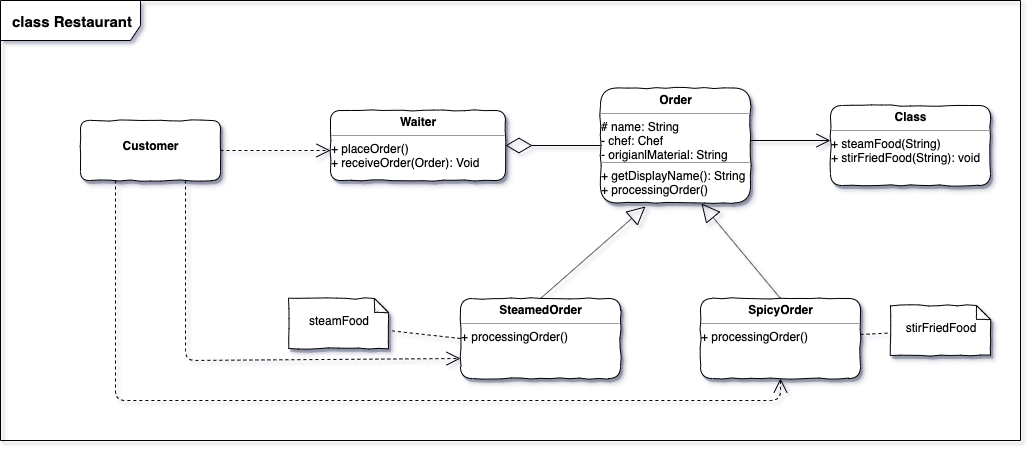 class Restaurant
Customer
Waiter
+ placeOrder()
+ receiveOrder(Order): Void
Order
# name: String
- chef: Chef
- origianlMaterial: String
+ getDisplayName(): String
+ processingOrder()
Class
+ steamFood(String)
+ stirFriedFood(String): void
steamFood
SteamedOrder
+ processingOrder()
SpicyOrder
+ processingOrder()
stirFriedFood